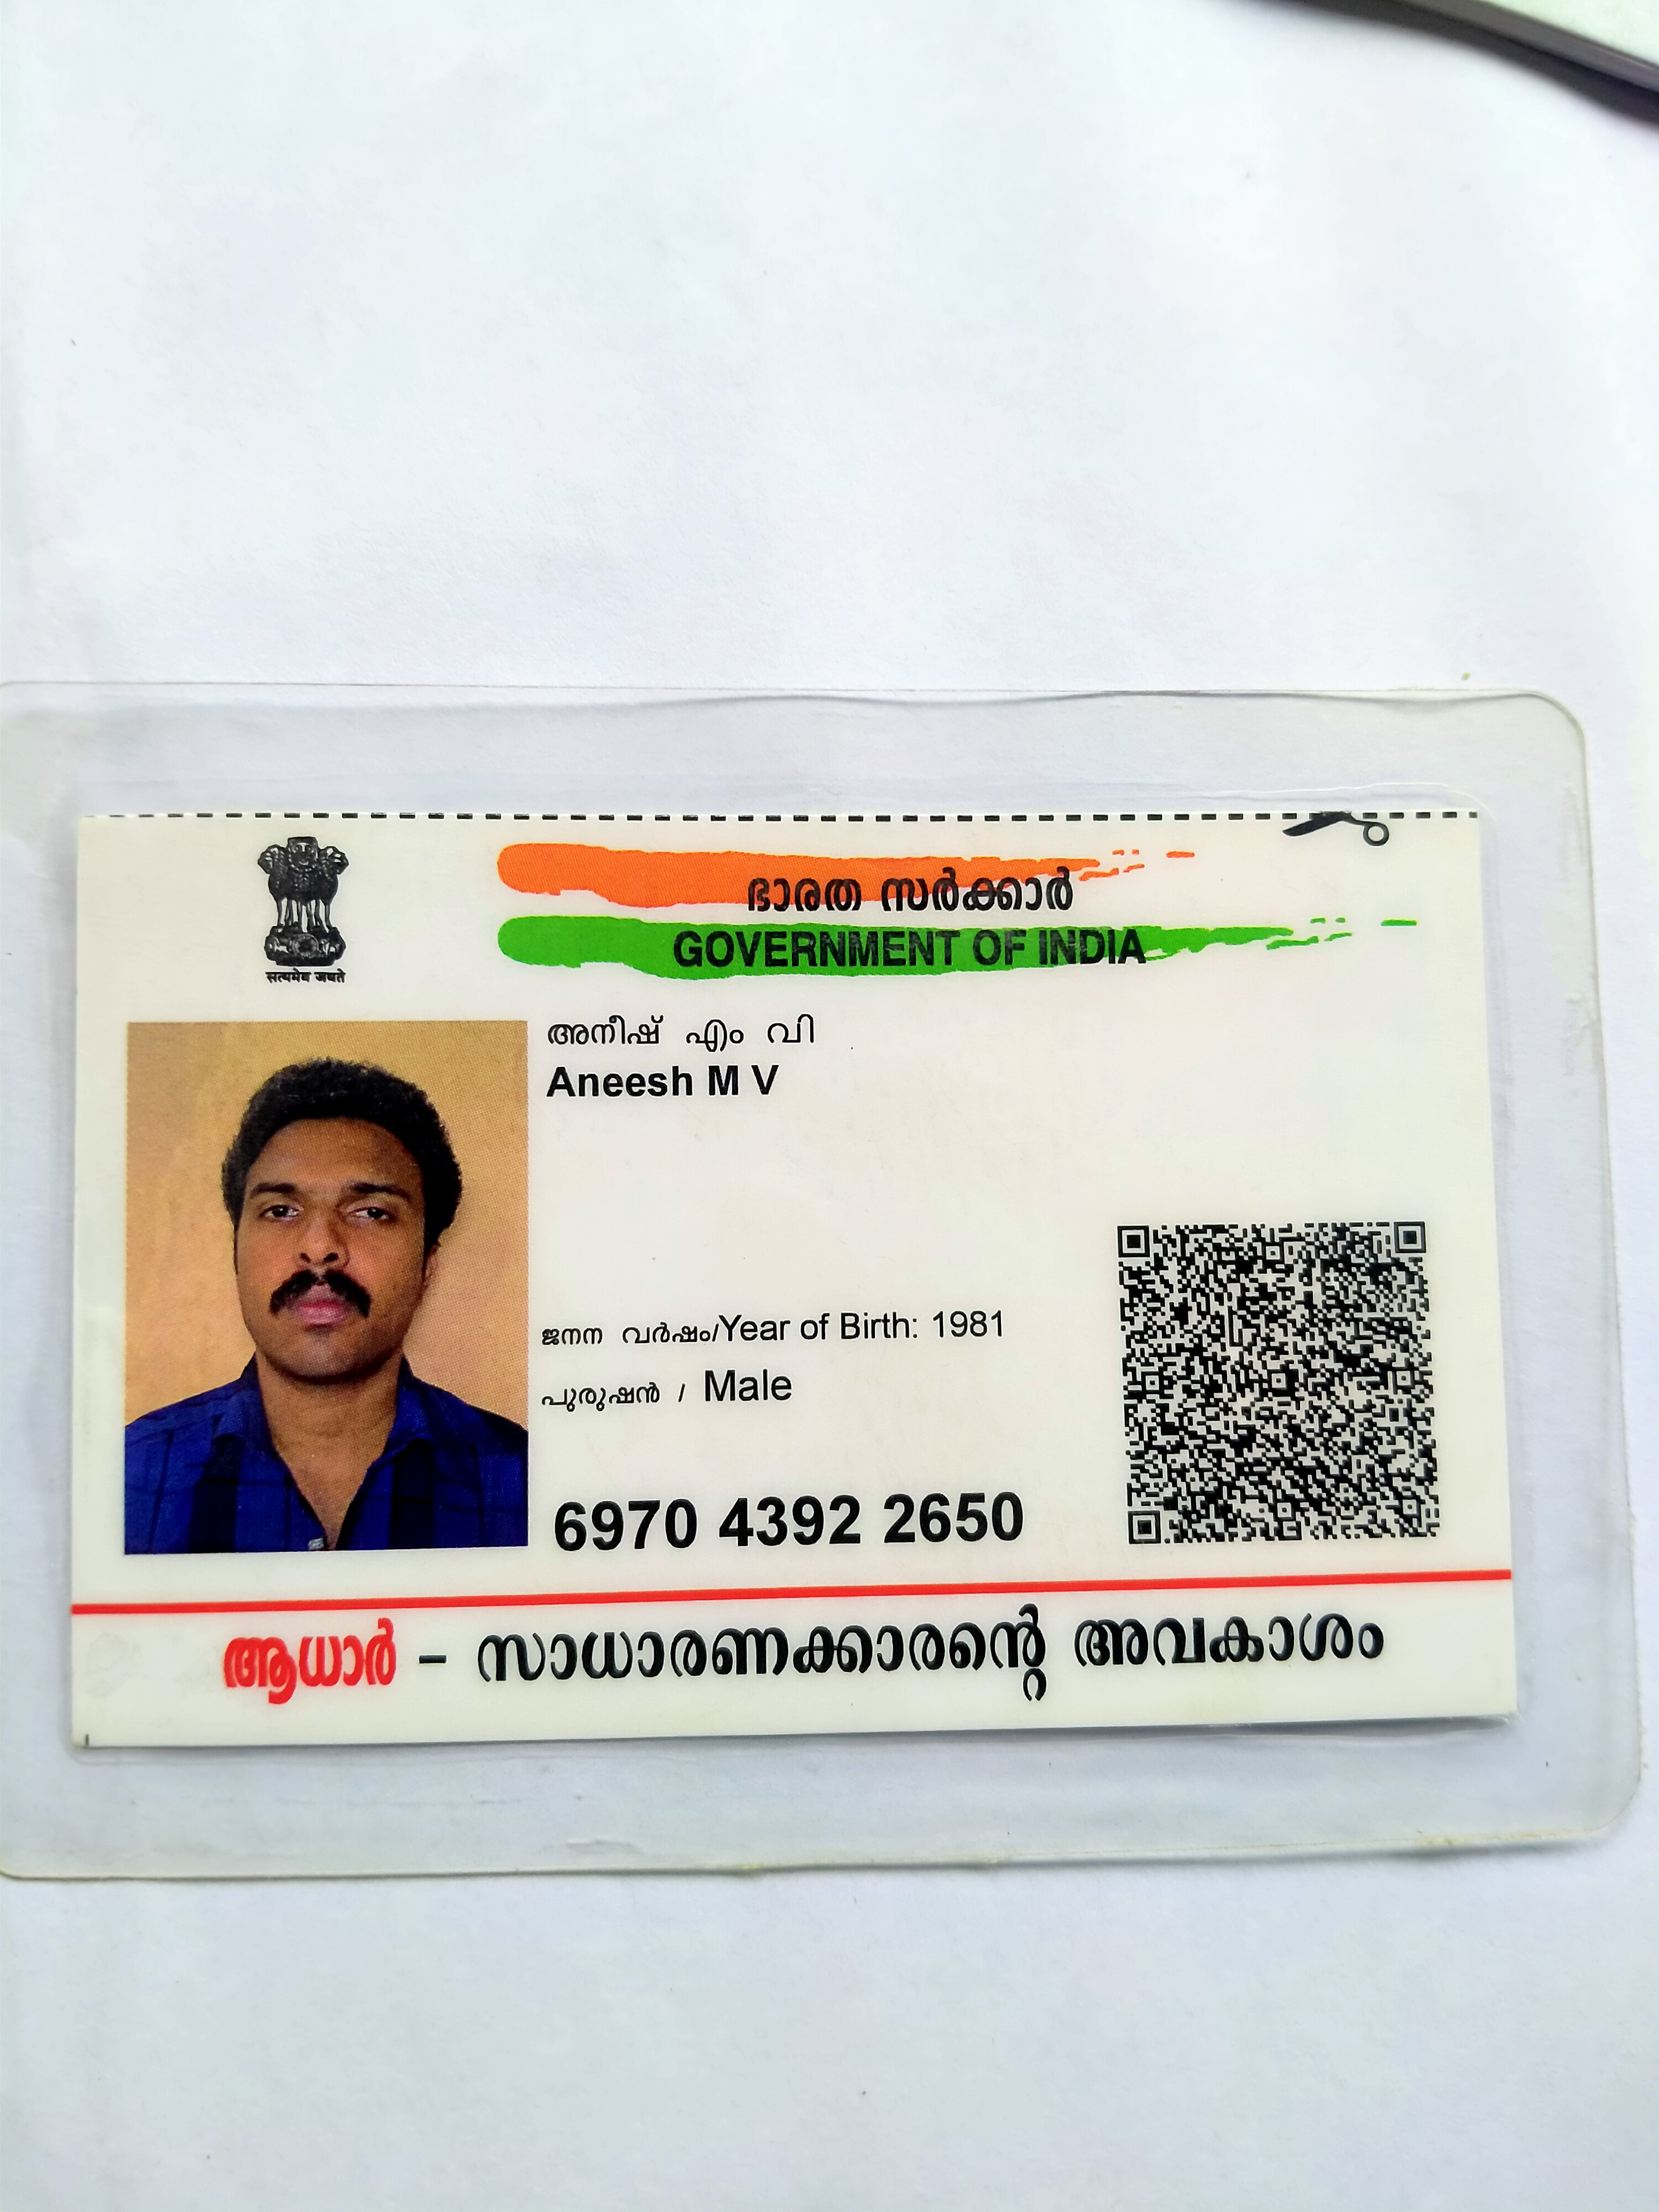 ഭാരത സർക്കാർ
GOVERNMENT OF INDIA
सत्यमेव जयते
അനീഷ് എം വി
Aneesh M V
ജനന വർഷം/Year of Birth: 1981
പുരുഷൻ / Male
6970 4392 2650
ആധാർ - സാധാരണക്കാരന്റെ അവകാശം